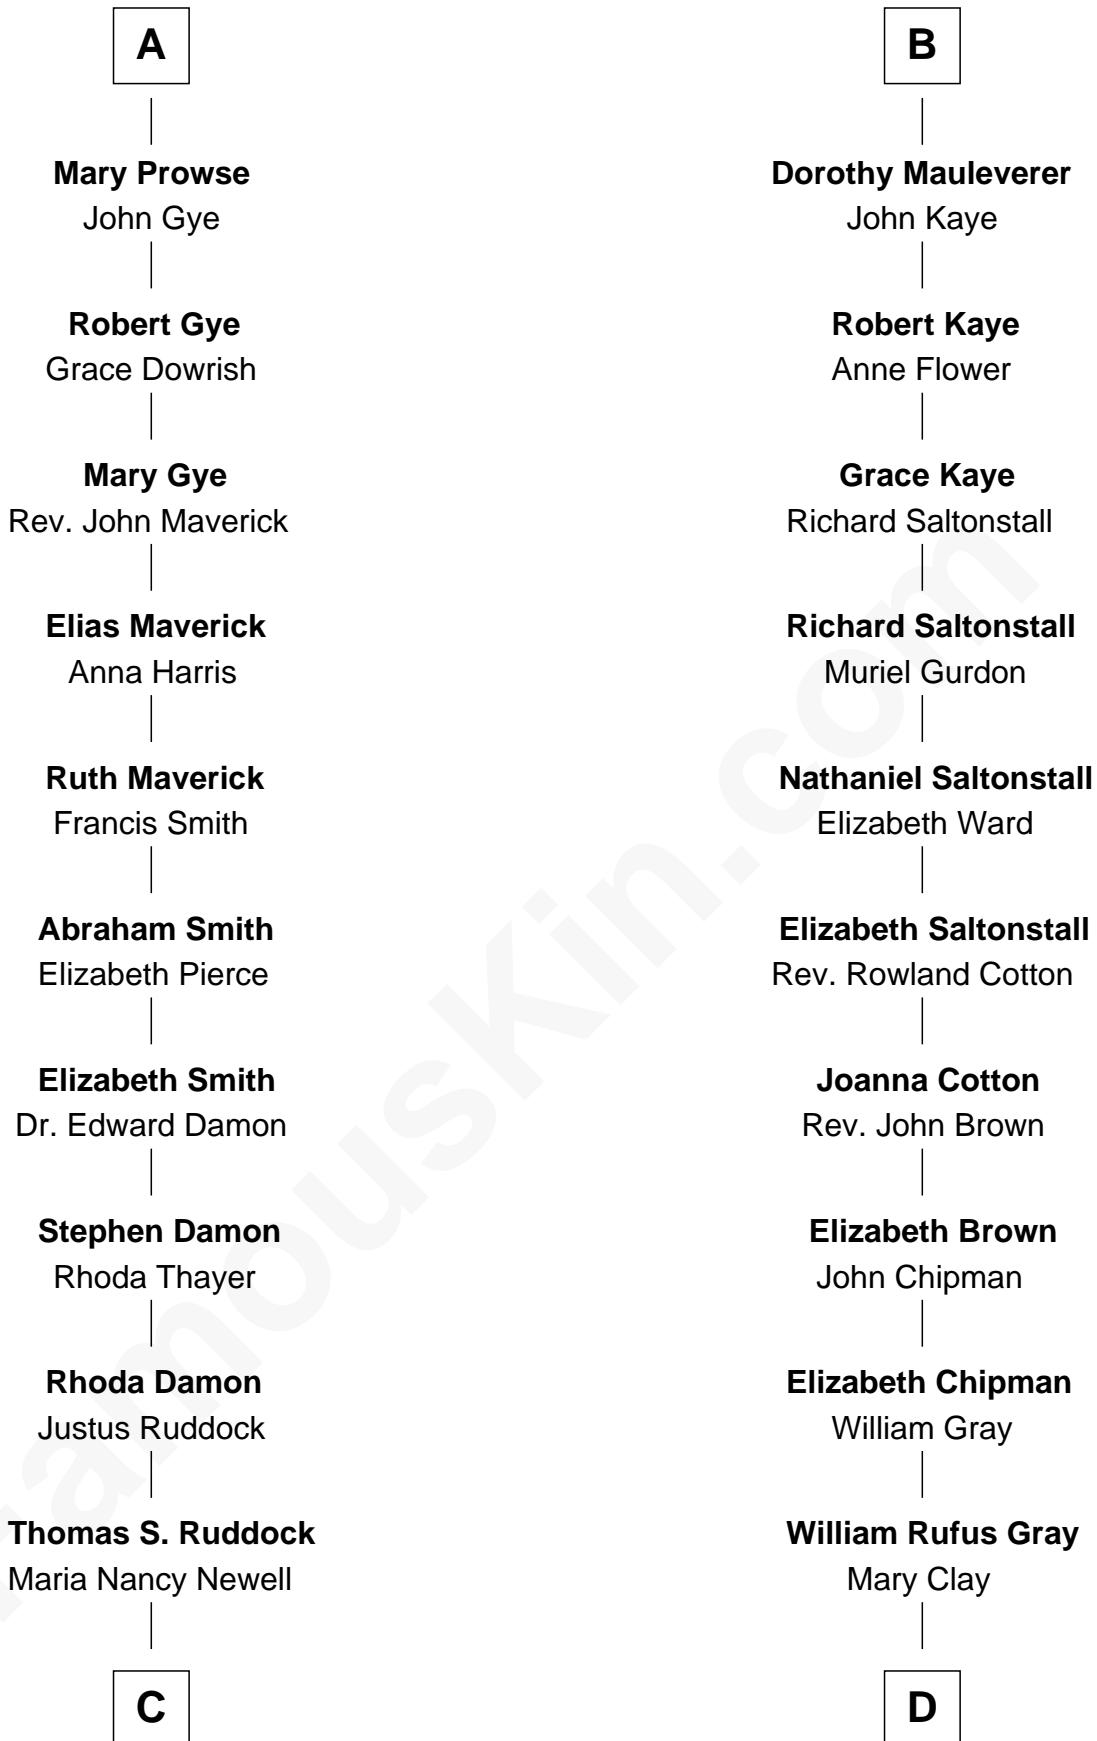 A
Mary Prowse
John Gye
Robert Gye
Grace Dowrish
Mary Gye
Rev. John Maverick
Elias Maverick
Anna Harris
Ruth Maverick
Francis Smith
Abraham Smith
Elizabeth Pierce
Elizabeth Smith
Dr. Edward Damon
Stephen Damon
Rhoda Thayer
Rhoda Damon
Justus Ruddock
Thomas S. Ruddock
Maria Nancy Newell
C
B
Dorothy Mauleverer
John Kaye
Robert Kaye
Anne Flower
Grace Kaye
Richard Saltonstall
Richard Saltonstall
Muriel Gurdon
Nathaniel Saltonstall
Elizabeth Ward
Elizabeth Saltonstall
Rev. Rowland Cotton
Joanna Cotton
Rev. John Brown
Elizabeth Brown
John Chipman
Elizabeth Chipman
William Gray
William Rufus Gray
Mary Clay
D
FamousKin.com